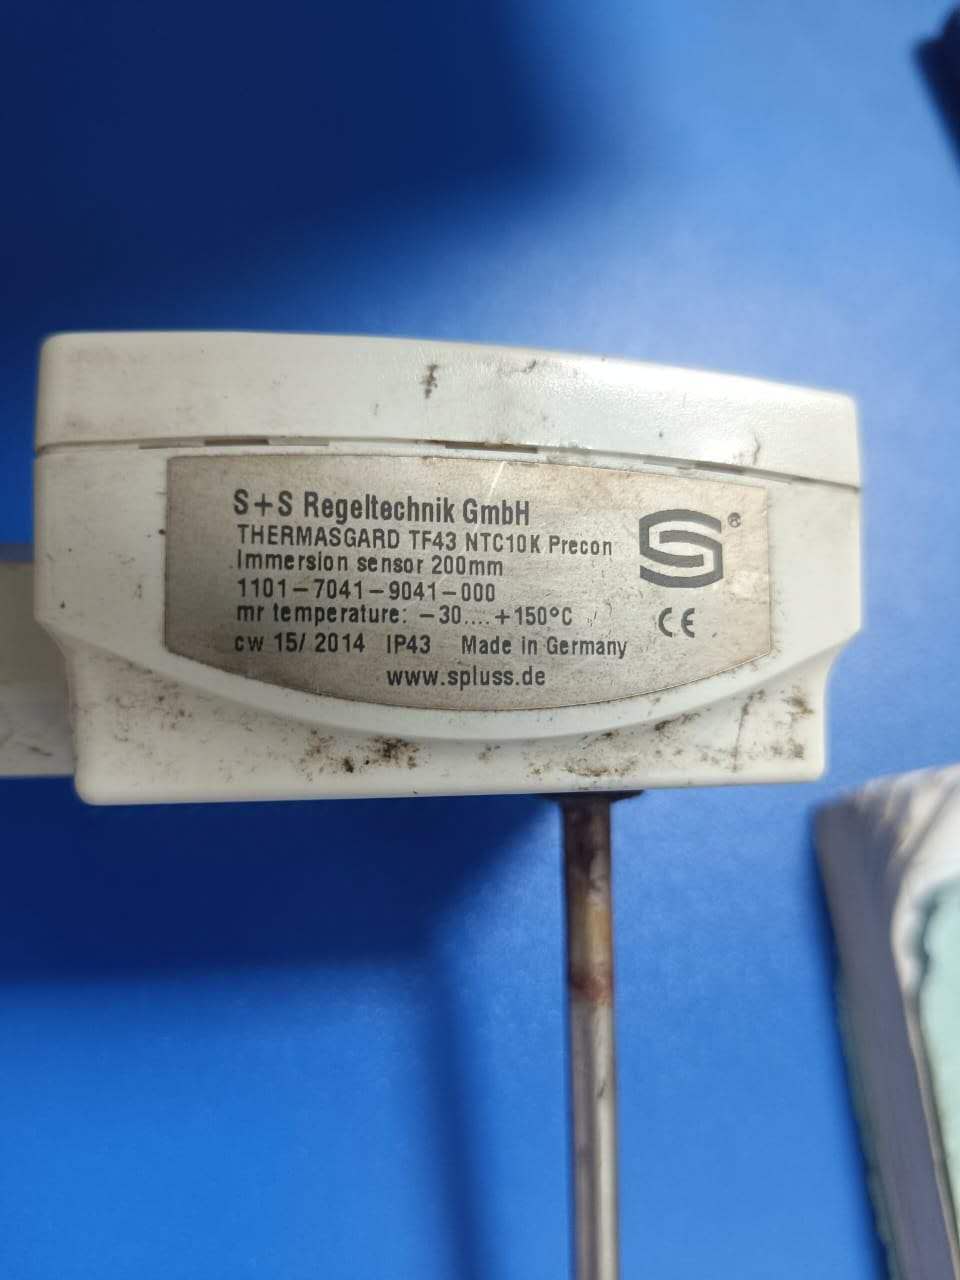 S+S Regeltechnik GmbH
THERMASGARD TF43 NTC10K Precon
Immersion sensor 200mm
1101-7041-9041-000
mr temperature: -30....+150°C
cw 15/ 2014 IP43 Made in Germany
www.spluss.de
S ®
CE